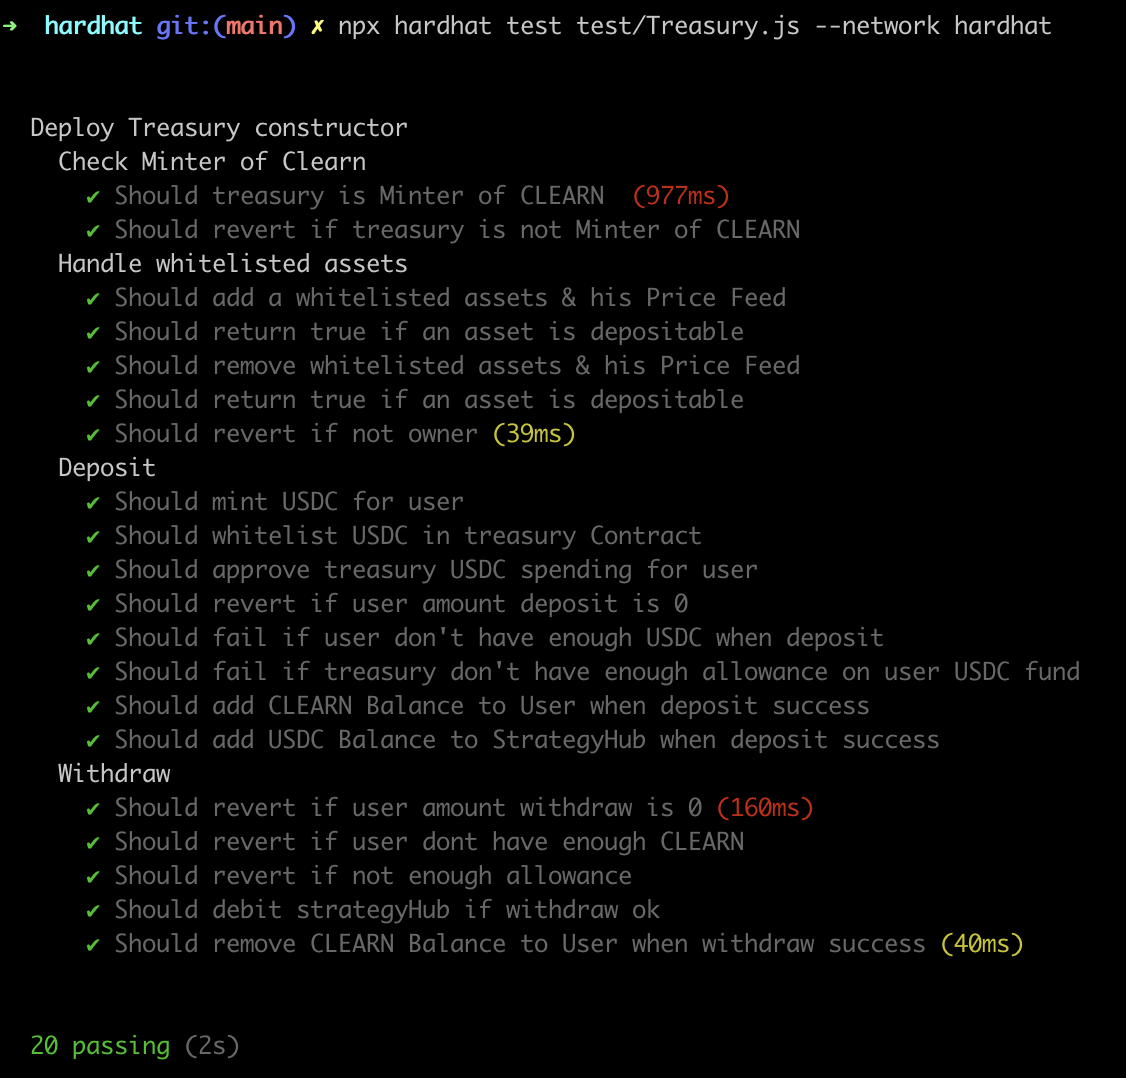 ➜  hardhat git:(main) ✗ npx hardhat test test/Treasury.js --network hardhat
Deploy Treasury constructor
Check Minter of Clearn
✔ Should treasury is Minter of CLEARN  (977ms)
✔ Should revert if treasury is not Minter of CLEARN
Handle whitelisted assets
✔ Should add a whitelisted assets & his Price Feed
✔ Should return true if an asset is depositable
✔ Should remove whitelisted assets & his Price Feed
✔ Should return true if an asset is depositable
✔ Should revert if not owner (39ms)
Deposit
✔ Should mint USDC for user
✔ Should whitelist USDC in treasury Contract
✔ Should approve treasury USDC spending for user
✔ Should revert if user amount deposit is 0
✔ Should fail if user don't have enough USDC when deposit
✔ Should fail if treasury don't have enough allowance on user USDC fund
✔ Should add CLEARN Balance to User when deposit success
✔ Should add USDC Balance to StrategyHub when deposit success
Withdraw
✔ Should revert if user amount withdraw is 0 (160ms)
✔ Should revert if user dont have enough CLEARN
✔ Should revert if not enough allowance
✔ Should debit strategyHub if withdraw ok
✔ Should remove CLEARN Balance to User when withdraw success (40ms)
20 passing (2s)